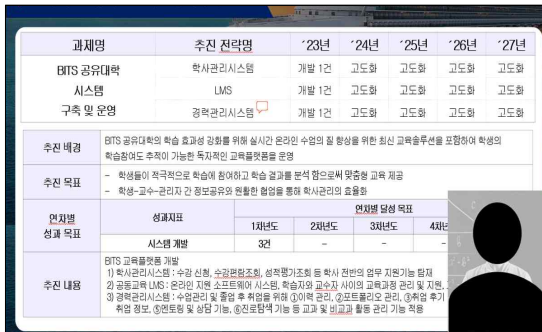 과제명 추진 전략명 ´23년 ´24년 ´25년 ´26년 ´27년
BITS 공유대학 시스템 구축 및 운영
학사관리시스템 개발 1건 고도화 고도화 고도화 고도화
LMS 개발 1건 고도화 고도화 고도화 고도화
경력관리시스템 개발 1건 고도화 고도화 고도화 고도화
추진 배경
BITS 공유대학의 학습 효과성 강화를 위해 실시간 온라인 수업의 질 향상을 위한 최신 교육솔루션을 포함하여 학생의
학습참여도 추적이 가능한 독자적인 교육플랫폼을 운영
추진 목표
- 학생들이 적극적으로 학습에 참여하고 학습 결과를 분석 함으로써 맞춤형 교육 제공
- 학생-교수-관리자 간 정보공유와 원활한 협업을 통해 학사관리의 효율화
연차별 성과 목표
성과지표 연차별 달성 목표
1차년도 2차년도 3차년도 4차년
시스템 개발 3건 - - -
추진 내용
BITS 교육플랫폼 개발
1) 학사관리시스템 : 수강 신청, 수강편람조회, 성적평가조회 등 학사 전반의 업무 지원기능 탑재
2) 공동교육 LMS : 온라인 지원 소프트웨어 시스템, 학습자와 교수자 사이의 교육과정 관리 및 지원,
3) 경력관리시스템 : 수업관리 및 졸업 후 취업을 위해 ①이력 관리, ②포트폴리오 관리, ③취업 후기
취업 정보, ⑤멘토링 및 상담 기능, ⑥진로탐색 기능 등 교과 및 비교과 활동 관리 기능 적용